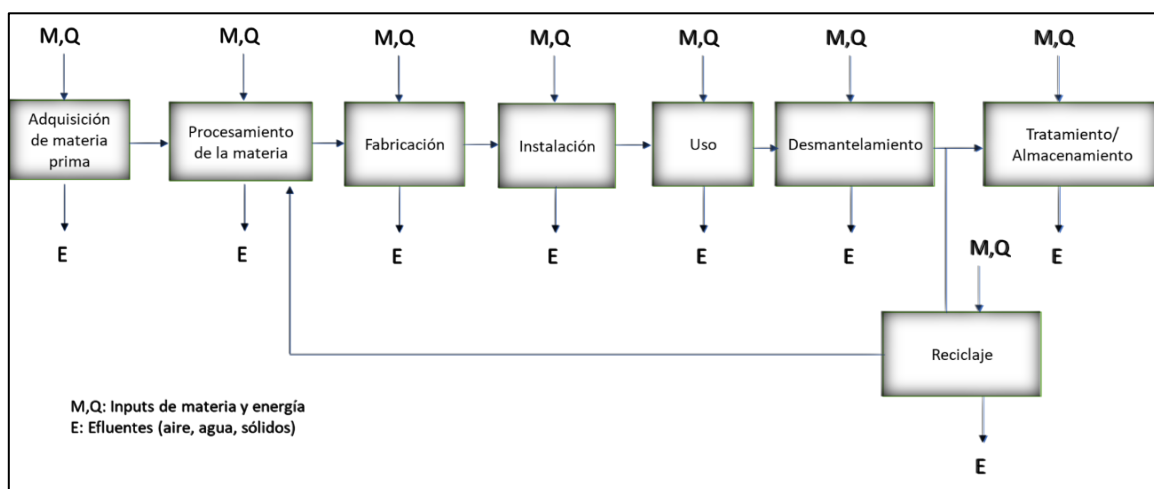 M,Q
M,Q
M,Q
M,Q
M,Q
M,Q
M,Q
Adquisición
de materia
prima
Procesamiento
de la materia
Fabricación
Instalación
Uso
Desmantelamiento
Tratamiento/
Almacenamiento
E
E
E
E
E
E
E
M,Q
Reciclaje
E
M,Q: Inputs de materia y energía
E: Efluentes (aire, agua, sólidos)